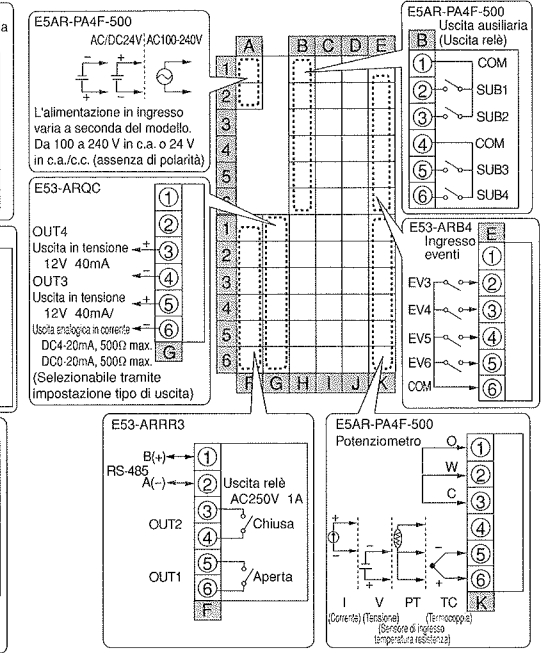 a
E5AR-PA4F-500
AC/DC24V AC100-240V
- - + ~
+ + -
L'alimentazione in ingresso
varia a seconda del modello.
Da 100 a 240 V in c.a. o 24 V
in c.a./c.c. (assenza di polarità)
E53-ARQC
1
2
OUT4
Uscita in tensione + 3
12V 40mA
- 4
OUT3
Uscita in tensione + 5
12V 40mA/
Uscita analogica in corrente - 6
DC4-20mA, 500Ω max.
DC0-20mA, 500Ω max.
G
(Selezionabile tramite
impostazione tipo di uscita)
A B C D E
1
2
3
4
5
1
2
3
4
5
6
F G H I J K
E5AR-PA4F-500
Uscita ausiliaria
(Uscita relè)
B
1 COM
2 SUB1
3 SUB2
4 COM
5 SUB3
6 SUB4
E53-ARB4
Ingresso
eventi
E
1
EV3 2
EV4 3
EV5 4
EV6 5
COM 6
E53-ARRR3
B(+) 1
RS-485
A(−) 2
Uscita relè
AC250V 1A
3
OUT2 Chiusa
4
5
OUT1 Aperta
6
F
E5AR-PA4F-500
Potenziometro
O 1
W 2
C 3
4
5
6
+ - - + - +
I V PT TC
K
(Corrente) (Tensione) (Termocoppia)
(Sensore di ingresso
temperatura resistenza)